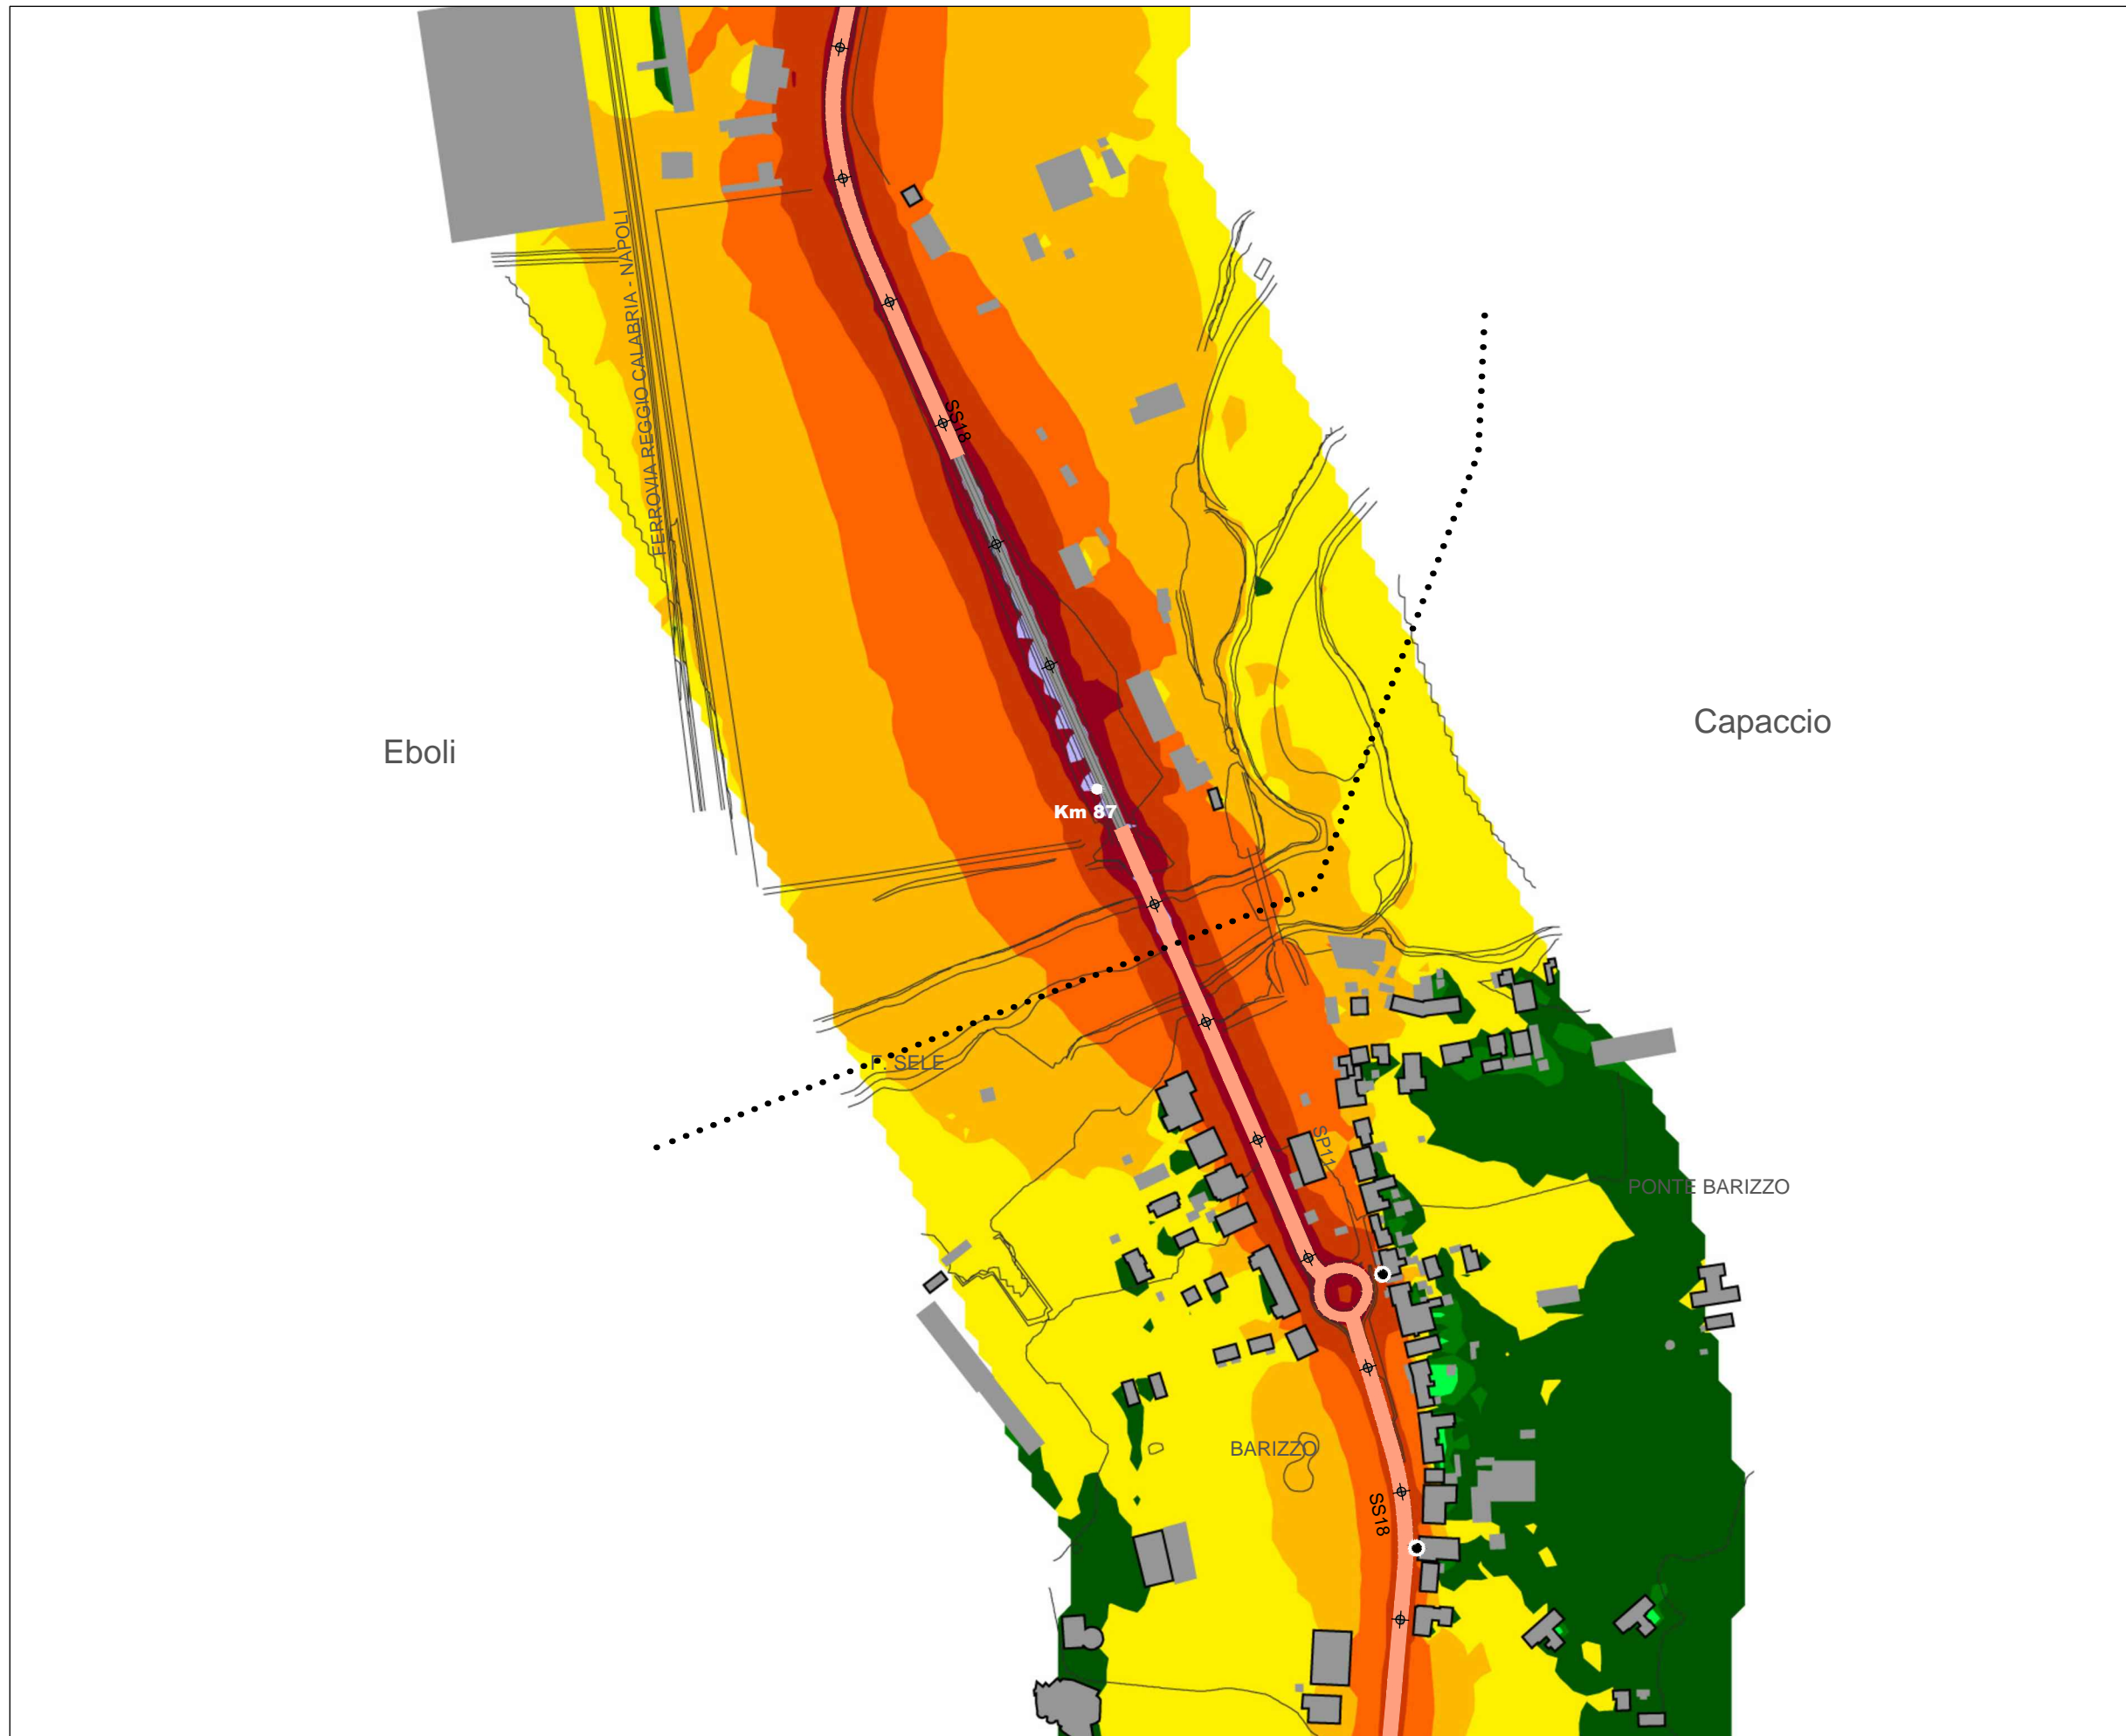 FERROVIA REGGIO CALABRIA - NAPOLI
SS18
Eboli
Capaccio
Km 87
F. SELE
SP11
PONTE BARIZZO
BARIZZO
SS18